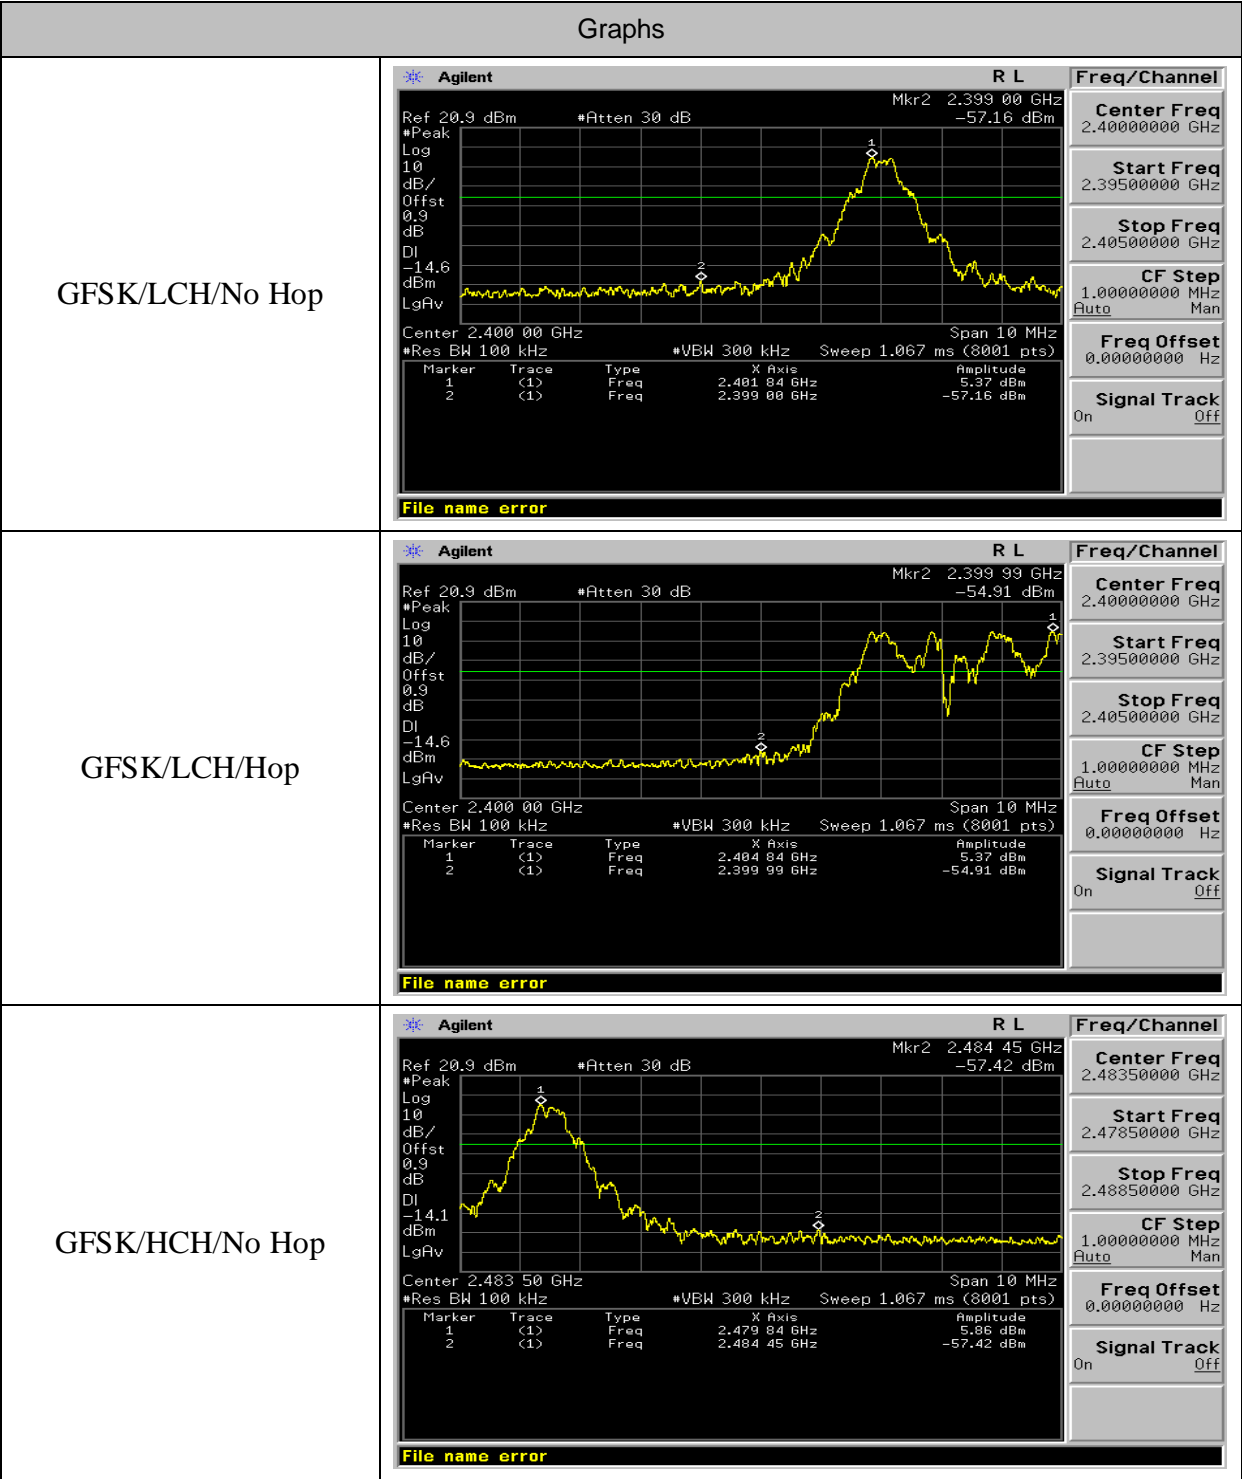 Graphs
GFSK/LCH/No Hop
Agilent R L Freq/Channel
Mkr2 2.399 00 GHz
Ref 20.9 dBm #Atten 30 dB −57.16 dBm
#Peak
Log
10
dB/
Offst
0.9
dB
DI
−14.6
dBm
LgAv
1
2
Center 2.400 00 GHz Span 10 MHz
#Res BW 100 kHz #VBW 300 kHz Sweep 1.067 ms (8001 pts)
Marker Trace Type X Axis Amplitude
1 (1) Freq 2.401 84 GHz 5.37 dBm
2 (1) Freq 2.399 00 GHz −57.16 dBm
File name error
Center Freq
2.40000000 GHz
Start Freq
2.39500000 GHz
Stop Freq
2.40500000 GHz
CF Step
1.00000000 MHz
Auto Man
Freq Offset
0.00000000 Hz
Signal Track
On Off
GFSK/LCH/Hop
Agilent R L Freq/Channel
Mkr2 2.399 99 GHz
Ref 20.9 dBm #Atten 30 dB −54.91 dBm
#Peak
Log
10
dB/
Offst
0.9
dB
DI
−14.6
dBm
LgAv
1
2
Center 2.400 00 GHz Span 10 MHz
#Res BW 100 kHz #VBW 300 kHz Sweep 1.067 ms (8001 pts)
Marker Trace Type X Axis Amplitude
1 (1) Freq 2.404 84 GHz 5.37 dBm
2 (1) Freq 2.399 99 GHz −54.91 dBm
File name error
Center Freq
2.40000000 GHz
Start Freq
2.39500000 GHz
Stop Freq
2.40500000 GHz
CF Step
1.00000000 MHz
Auto Man
Freq Offset
0.00000000 Hz
Signal Track
On Off
GFSK/HCH/No Hop
Agilent R L Freq/Channel
Mkr2 2.484 45 GHz
Ref 20.9 dBm #Atten 30 dB −57.42 dBm
#Peak
Log
10
dB/
Offst
0.9
dB
DI
−14.1
dBm
LgAv
1
2
Center 2.483 50 GHz Span 10 MHz
#Res BW 100 kHz #VBW 300 kHz Sweep 1.067 ms (8001 pts)
Marker Trace Type X Axis Amplitude
1 (1) Freq 2.479 84 GHz 5.86 dBm
2 (1) Freq 2.484 45 GHz −57.42 dBm
File name error
Center Freq
2.48350000 GHz
Start Freq
2.47850000 GHz
Stop Freq
2.48850000 GHz
CF Step
1.00000000 MHz
Auto Man
Freq Offset
0.00000000 Hz
Signal Track
On Off